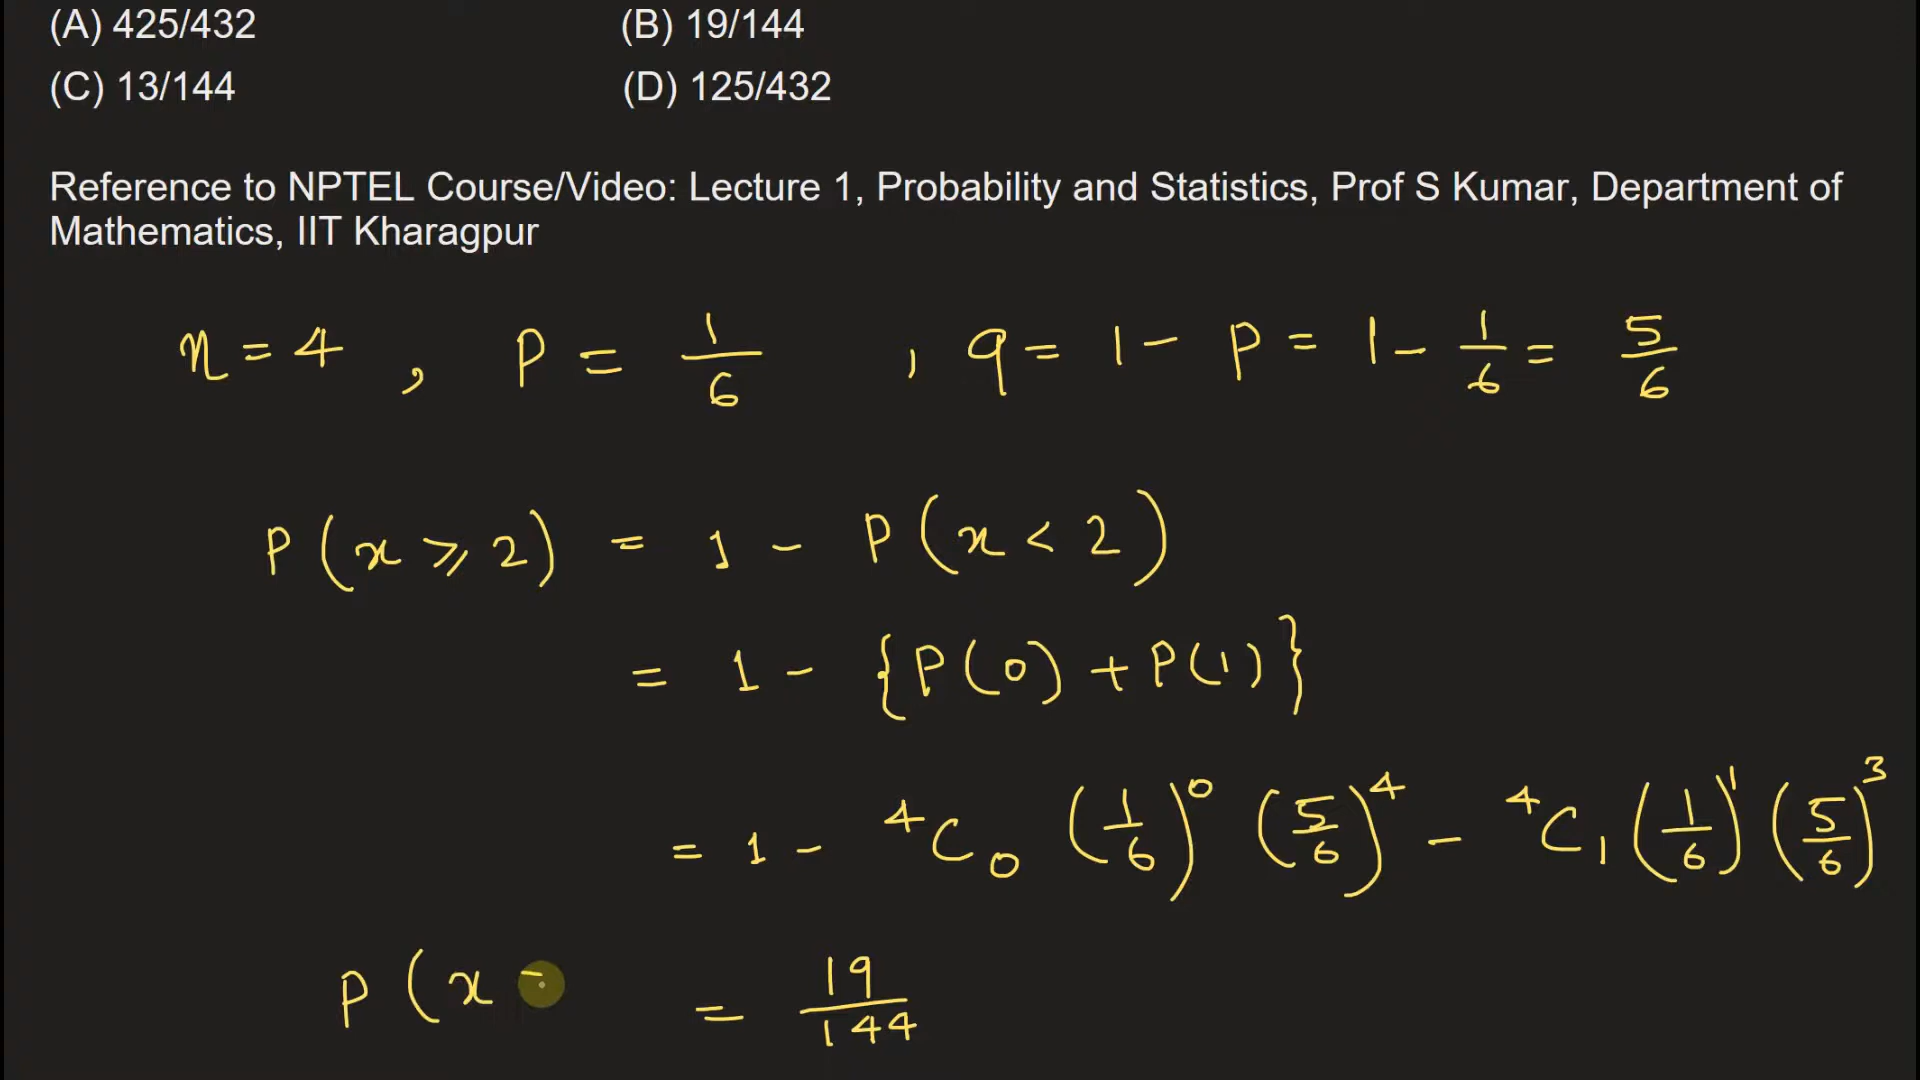 (A) 425/432 (B) 19/144
(C) 13/144 (D) 125/432
Reference to NPTEL Course/Video: Lecture 1, Probability and Statistics, Prof S Kumar, Department of
Mathematics, IIT Kharagpur
n = 4 , P = 1/6 , q = 1 - P = 1 - 1/6 = 5/6
P(x ⩾ 2) = 1 - P(x < 2)
= 1 - {P(0) + P(1)}
= 1 - ⁴C₀ (1/6)⁰ (5/6)⁴ - ⁴C₁ (1/6)¹ (5/6)³
P(x = 19/144